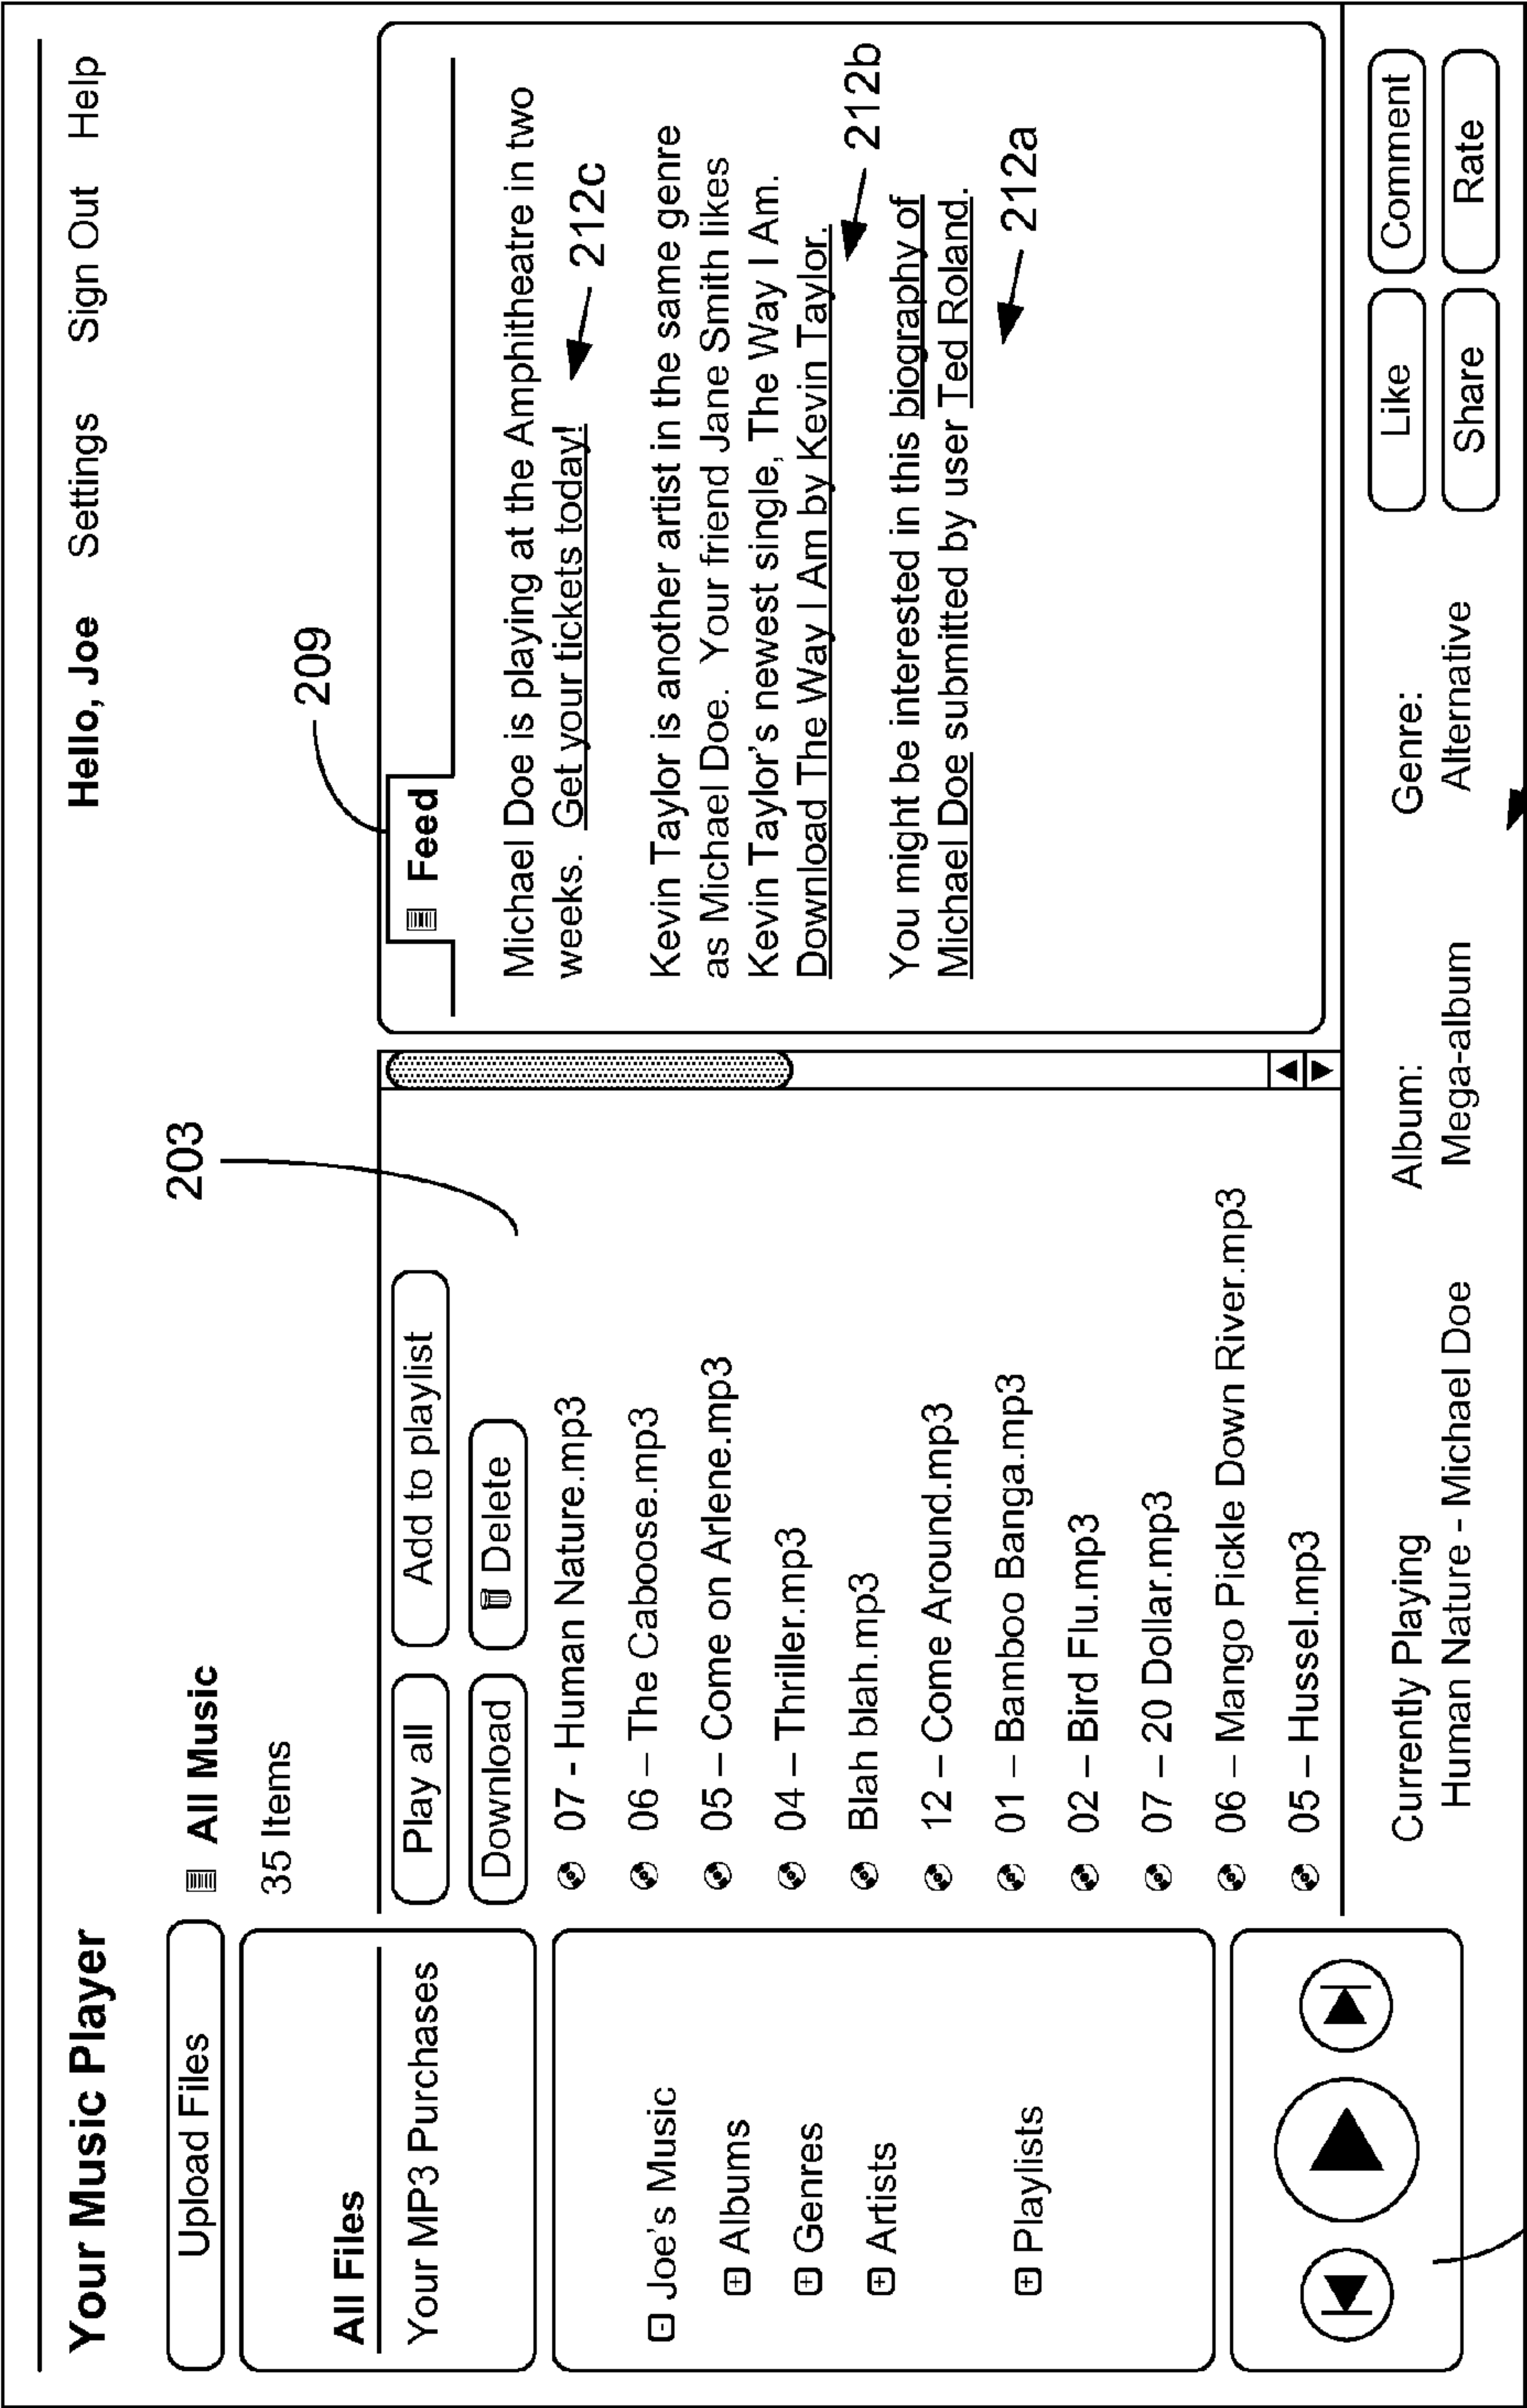 Your Music Player
Hello, Joe Settings Sign Out Help
Upload Files
All Files
Your MP3 Purchases
- Joe's Music
+ Albums
+ Genres
+ Artists
+ Playlists
All Music
203
35 Items
Play all Add to playlist
Download Delete
07 - Human Nature.mp3
06 – The Caboose.mp3
05 – Come on Arlene.mp3
04 – Thriller.mp3
Blah blah.mp3
12 – Come Around.mp3
01 – Bamboo Banga.mp3
02 – Bird Flu.mp3
07 – 20 Dollar.mp3
06 – Mango Pickle Down River.mp3
05 – Hussel.mp3
209
Feed
Michael Doe is playing at the Amphitheatre in two
weeks. Get your tickets today!
212c
Kevin Taylor is another artist in the same genre
as Michael Doe. Your friend Jane Smith likes
Kevin Taylor's newest single, The Way I Am.
Download The Way I Am by Kevin Taylor.
212b
You might be interested in this biography of
Michael Doe submitted by user Ted Roland.
212a
Currently Playing Album: Genre:
Human Nature - Michael Doe Mega-album Alternative
Like Comment
Share Rate